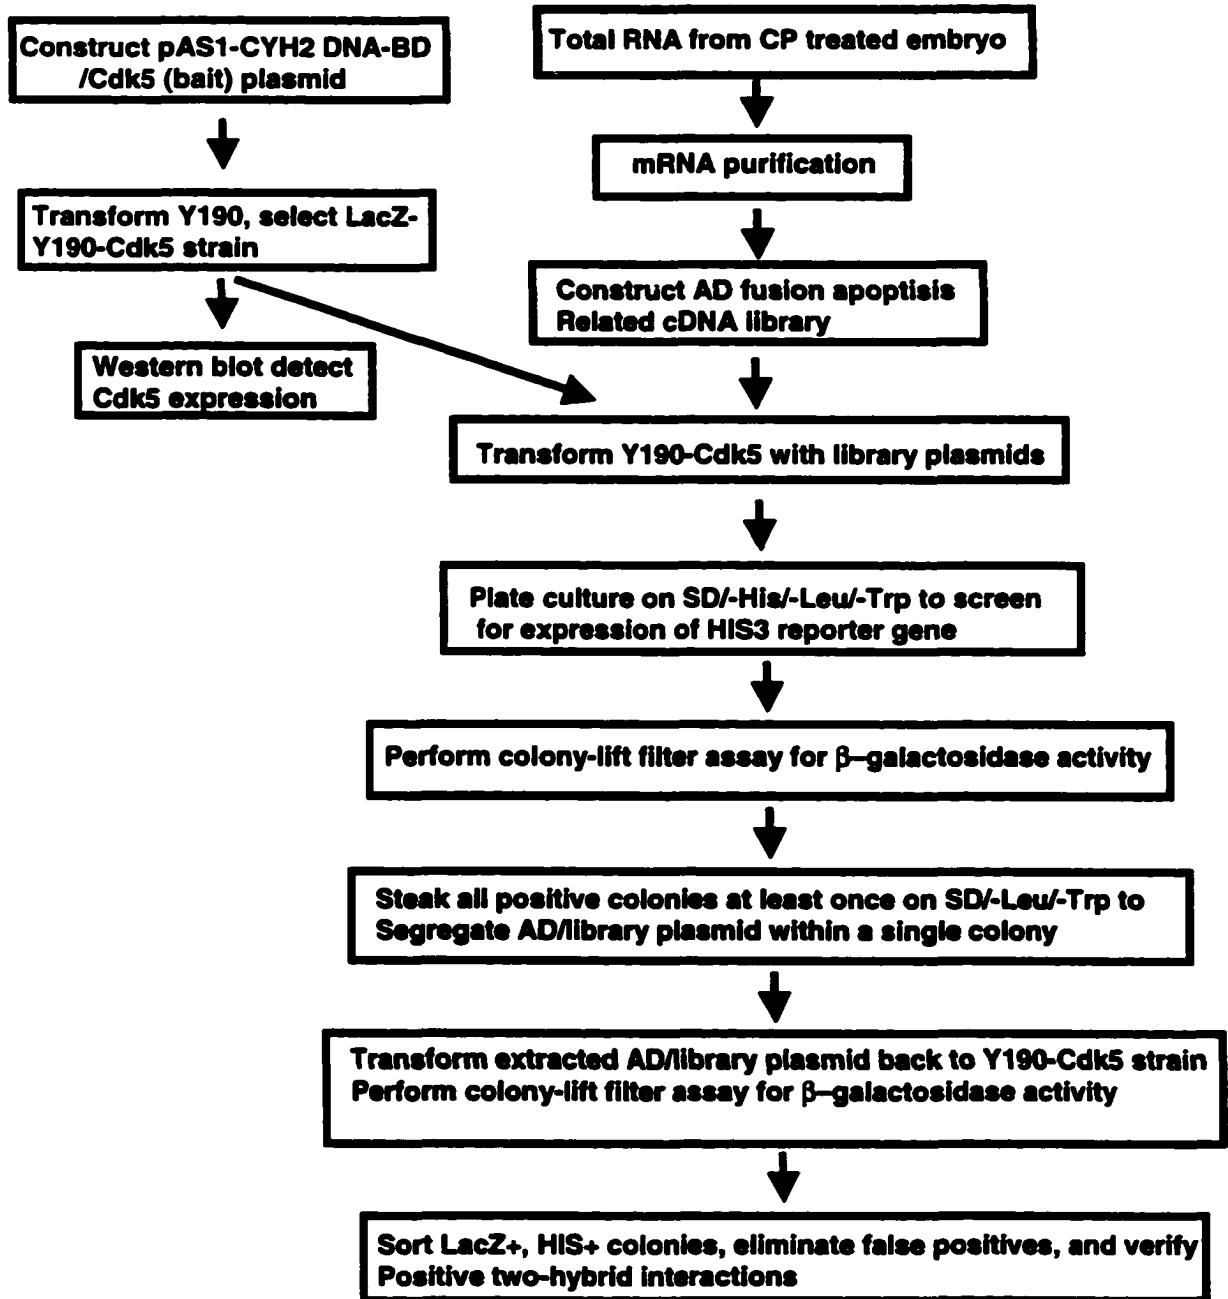 Construct pAS1-CYH2 DNA-BD
/Cdk5 (bait) plasmid
Total RNA from CP treated embryo
mRNA purification
Transform Y190, select LacZ-
Y190-Cdk5 strain
Construct AD fusion apoptisis
Related cDNA library
Western blot detect
Cdk5 expression
Transform Y190-Cdk5 with library plasmids
Plate culture on SD/-His/-Leu/-Trp to screen
for expression of HIS3 reporter gene
Perform colony-lift filter assay for β–galactosidase activity
Steak all positive colonies at least once on SD/-Leu/-Trp to
Segregate AD/library plasmid within a single colony
Transform extracted AD/library plasmid back to Y190-Cdk5 strain
Perform colony-lift filter assay for β–galactosidase activity
Sort LacZ+, HIS+ colonies, eliminate false positives, and verify
Positive two-hybrid interactions